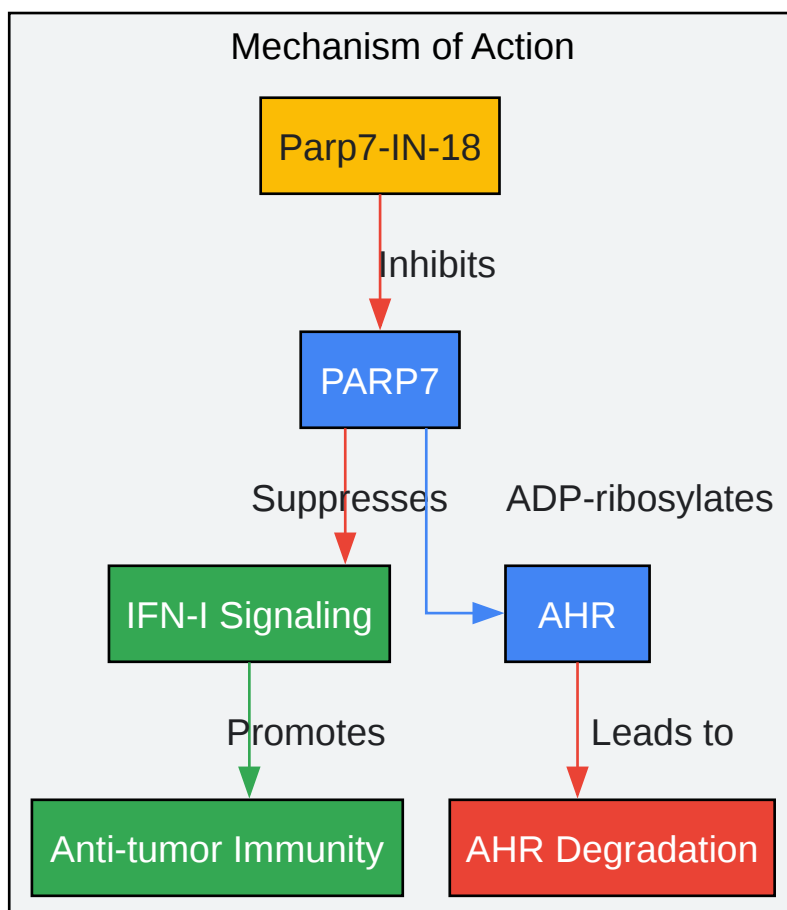 Mechanism of Action
Parp7-IN-18
Inhibits
PARP7
Suppresses
ADP-ribosylates
IFN-I Signaling
AHR
Promotes
Leads to
Anti-tumor Immunity
AHR Degradation